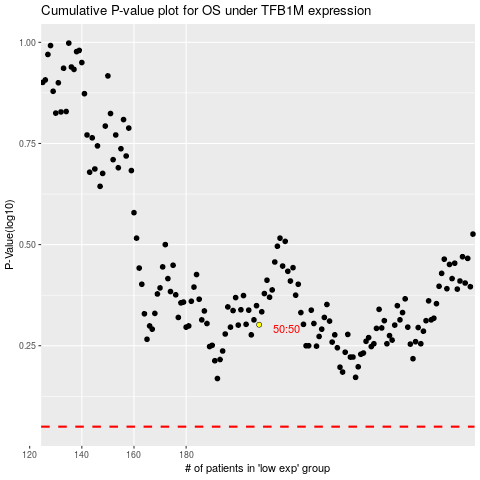 Cumulative P-value plot for OS under TFB1M expression
P-Value(log10)
1.00
0.75
0.50
0.25
50:50
120 140 160 180
# of patients in 'low exp' group